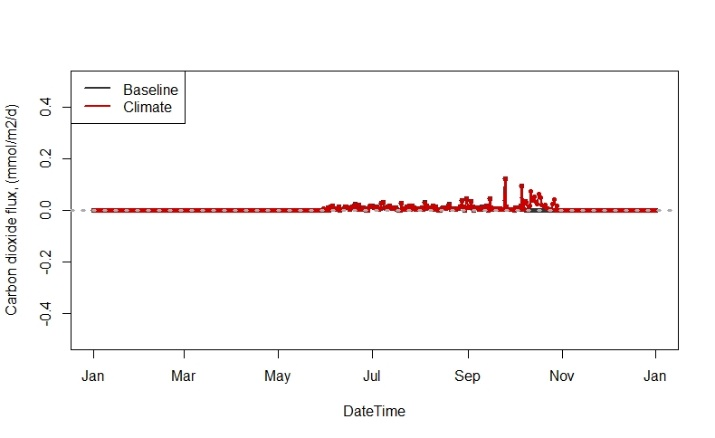 Baseline
Climate
Carbon dioxide flux, (mmol/m2/d)
0.4
0.2
0.0
-0.2
-0.4
Jan Mar May Jul Sep Nov Jan
DateTime